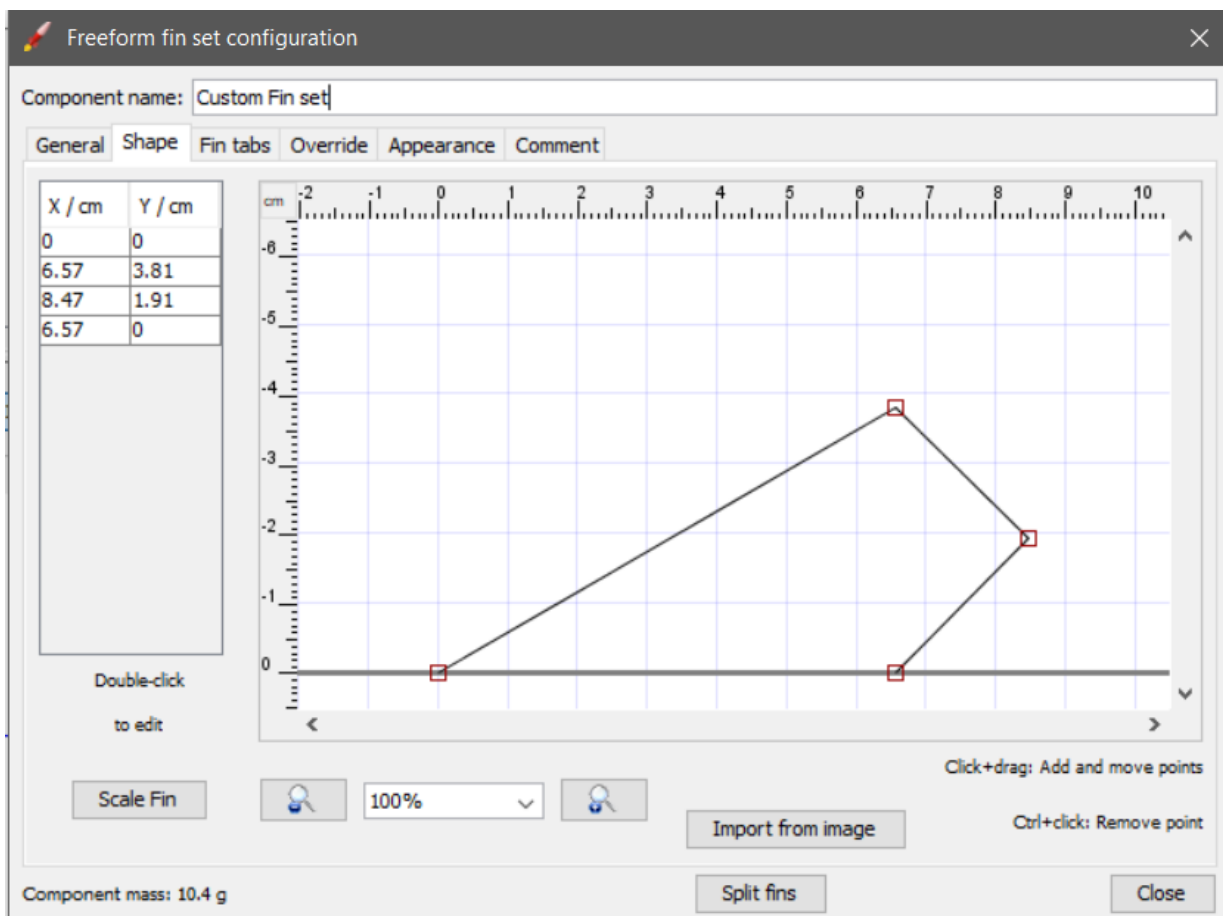 Freeform fin set configuration
Component name: Custom Fin set
General Shape Fin tabs Override Appearance Comment
X / cm Y / cm
0 0
6.57 3.81
8.47 1.91
6.57 0
cm -2 -1 0 1 2 3 4 5 6 7 8 9 10
-6
-5
-4
-3
-2
-1
0
Double-click
to edit
Click+drag: Add and move points
Scale Fin 100%
Import from image
Ctrl+click: Remove point
Component mass: 10.4 g
Split fins
Close